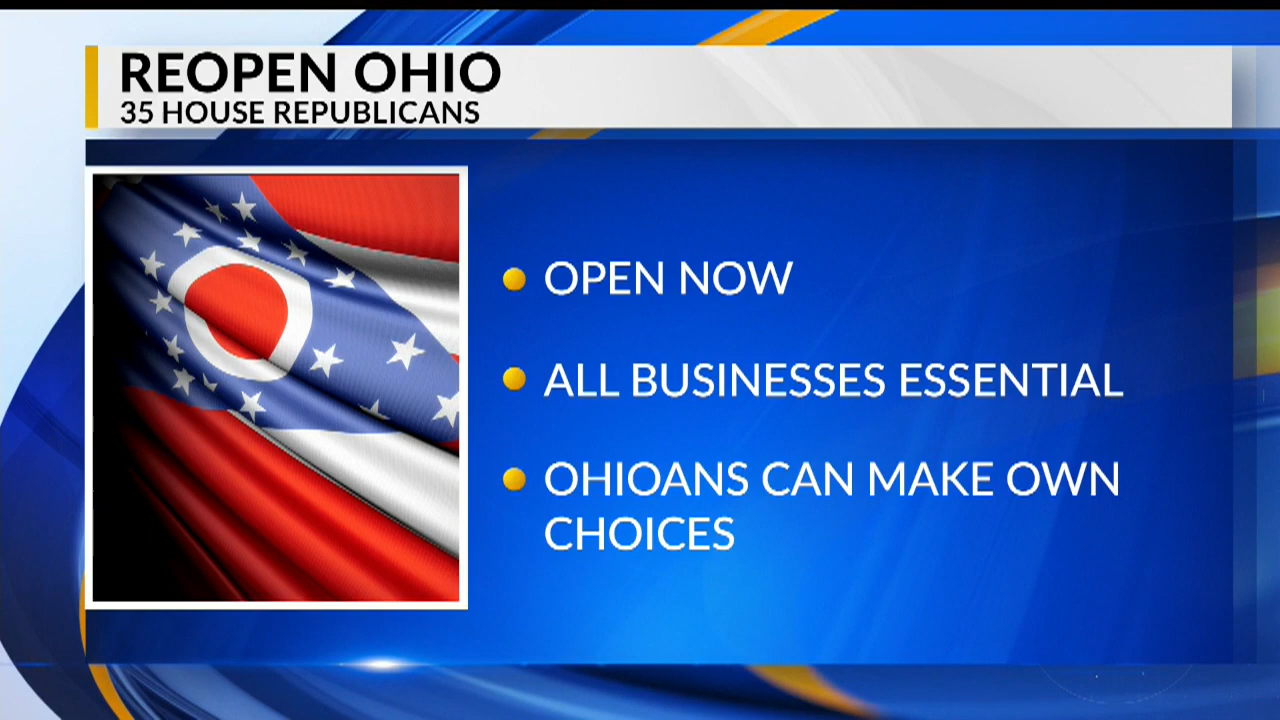 REOPEN OHIO
35 HOUSE REPUBLICANS
OPEN NOW
ALL BUSINESSES ESSENTIAL
OHIOANS CAN MAKE OWN
CHOICES